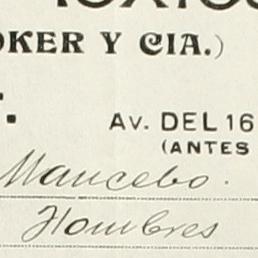 OKER Y CIA.)
Av. DEL 16
(ANTES
Mancebo.
Hombres